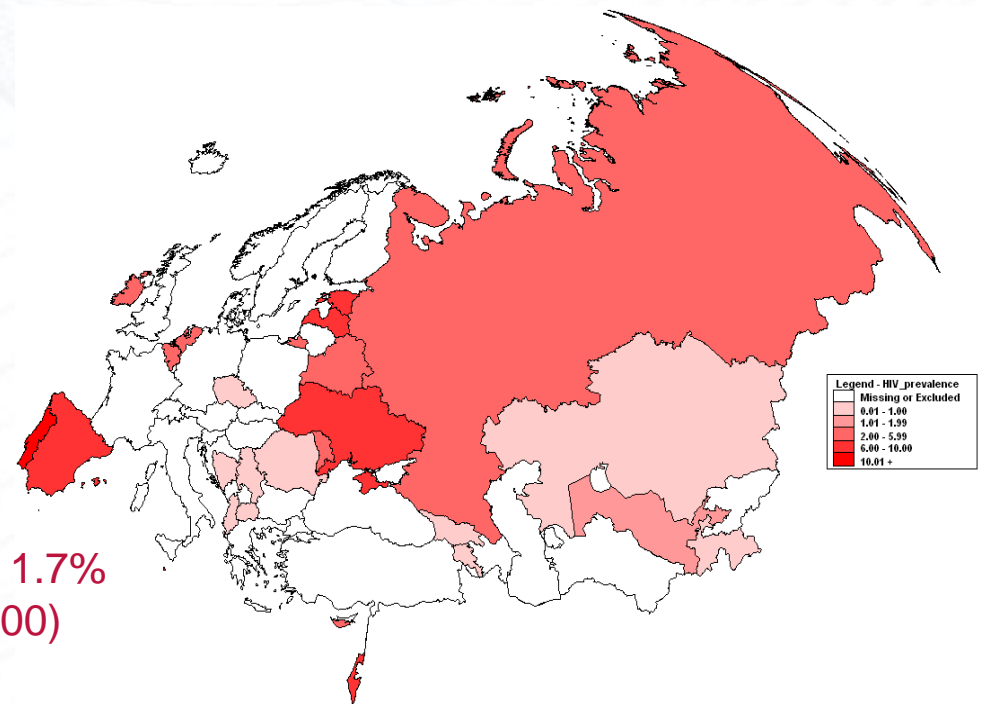 Legend - HIV_prevalence
Missing or Excluded
0.01 - 1.00
1.01 - 1.99
2.00 - 5.99
6.00 - 10.00
10.01 +
1.7%
00)